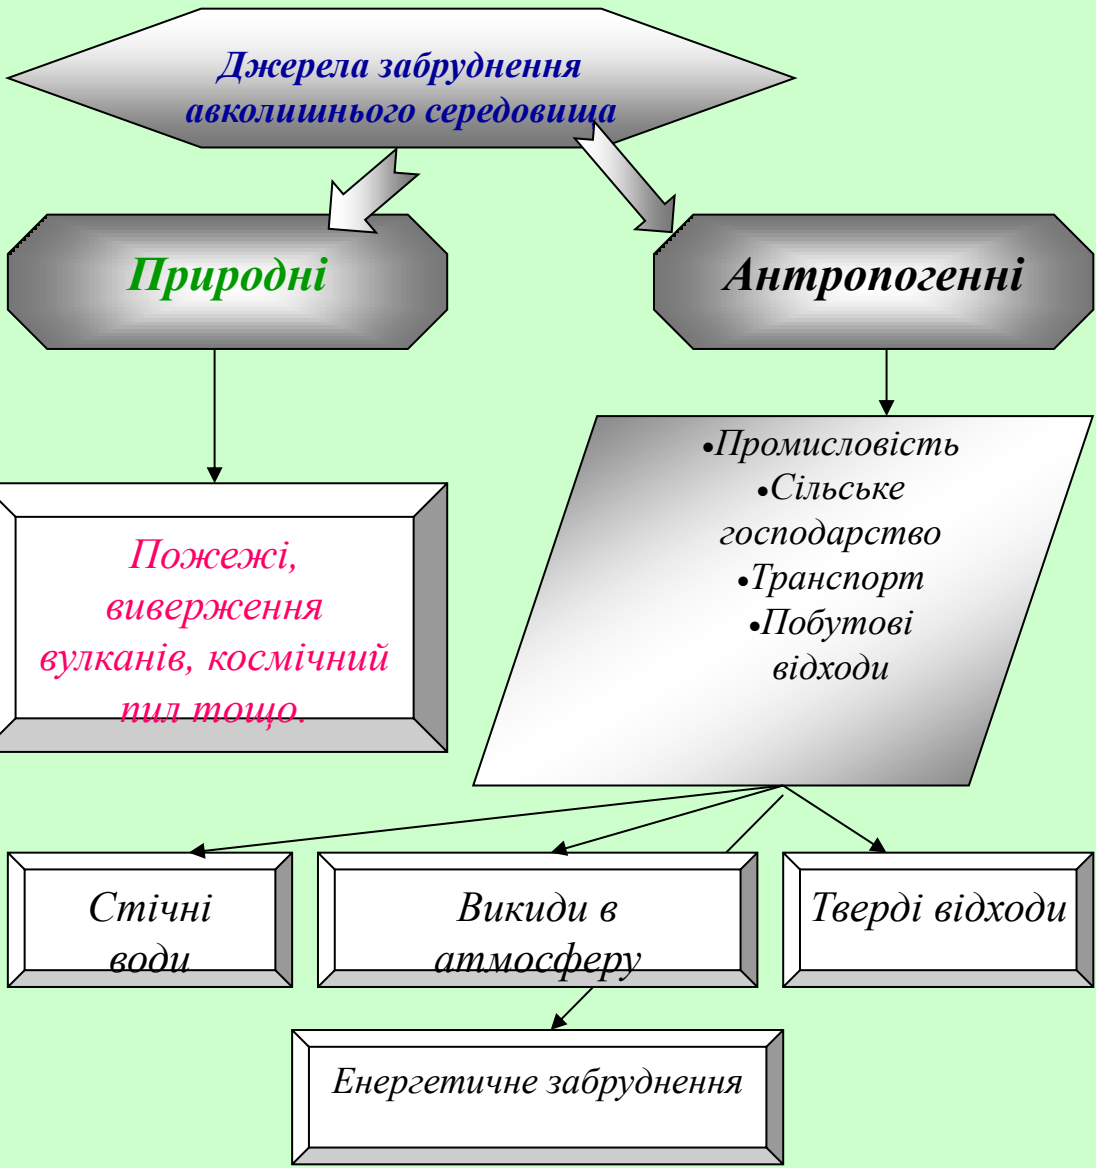 Джерела забруднення
авколишнього середовища
Природні
Антропогенні
•Промисловість
•Сільське
господарство
•Транспорт
•Побутові
відходи
Пожежі,
виверження
вулканів, космічний
пил тощо.
Стічні
води
Викиди в
атмосферу
Тверді відходи
Енергетичне забруднення